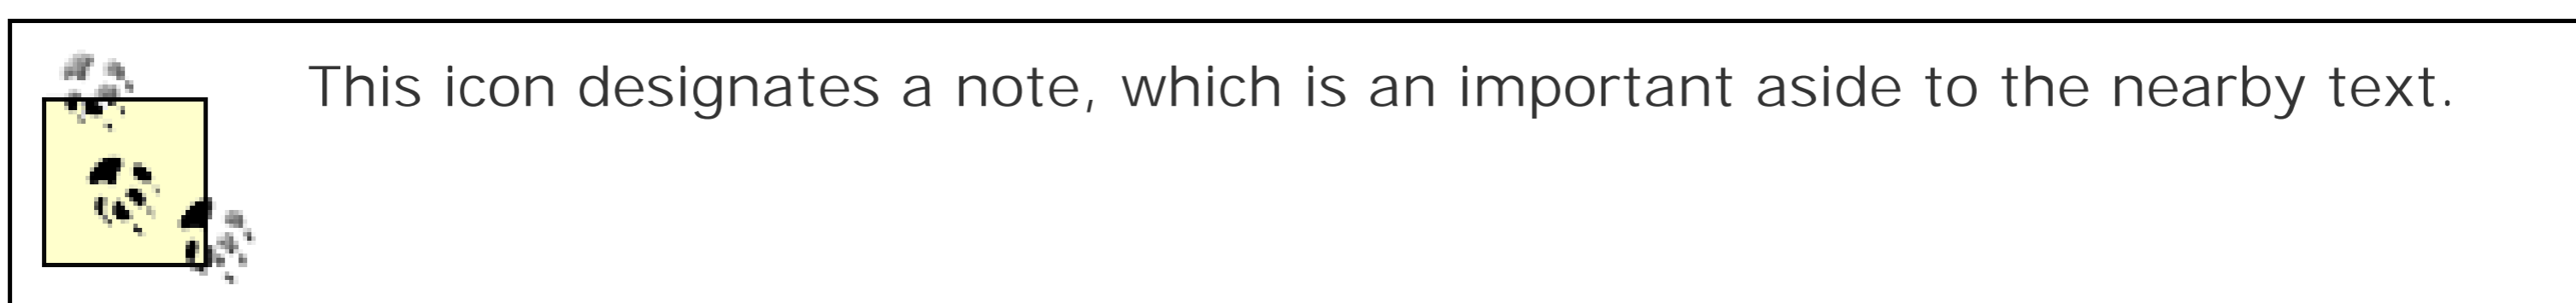 This icon designates a note, which is an important aside to the nearby text.